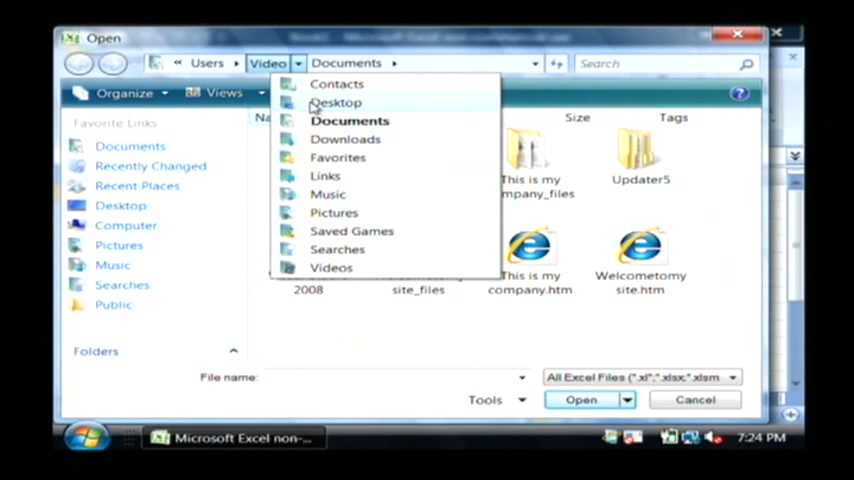 Open
Users Video Documents Search
Organize Views
Contacts
Desktop
Documents
Downloads
Favorites
Links
Music
Pictures
Saved Games
Searches
Videos
Favorite Links
Documents
Recently Changed
Recent Places
Desktop
Computer
Pictures
Music
Searches
Public
Folders
Na Size Tags
This is my
mpany_files
Updater5
2008
site_files
This is my
company.htm
Welcometomy
site.htm
File name:
All Excel Files (*.xl*;*.xlsx;*.xlsm
Tools Open Cancel
Microsoft Excel non-... 7:24 PM